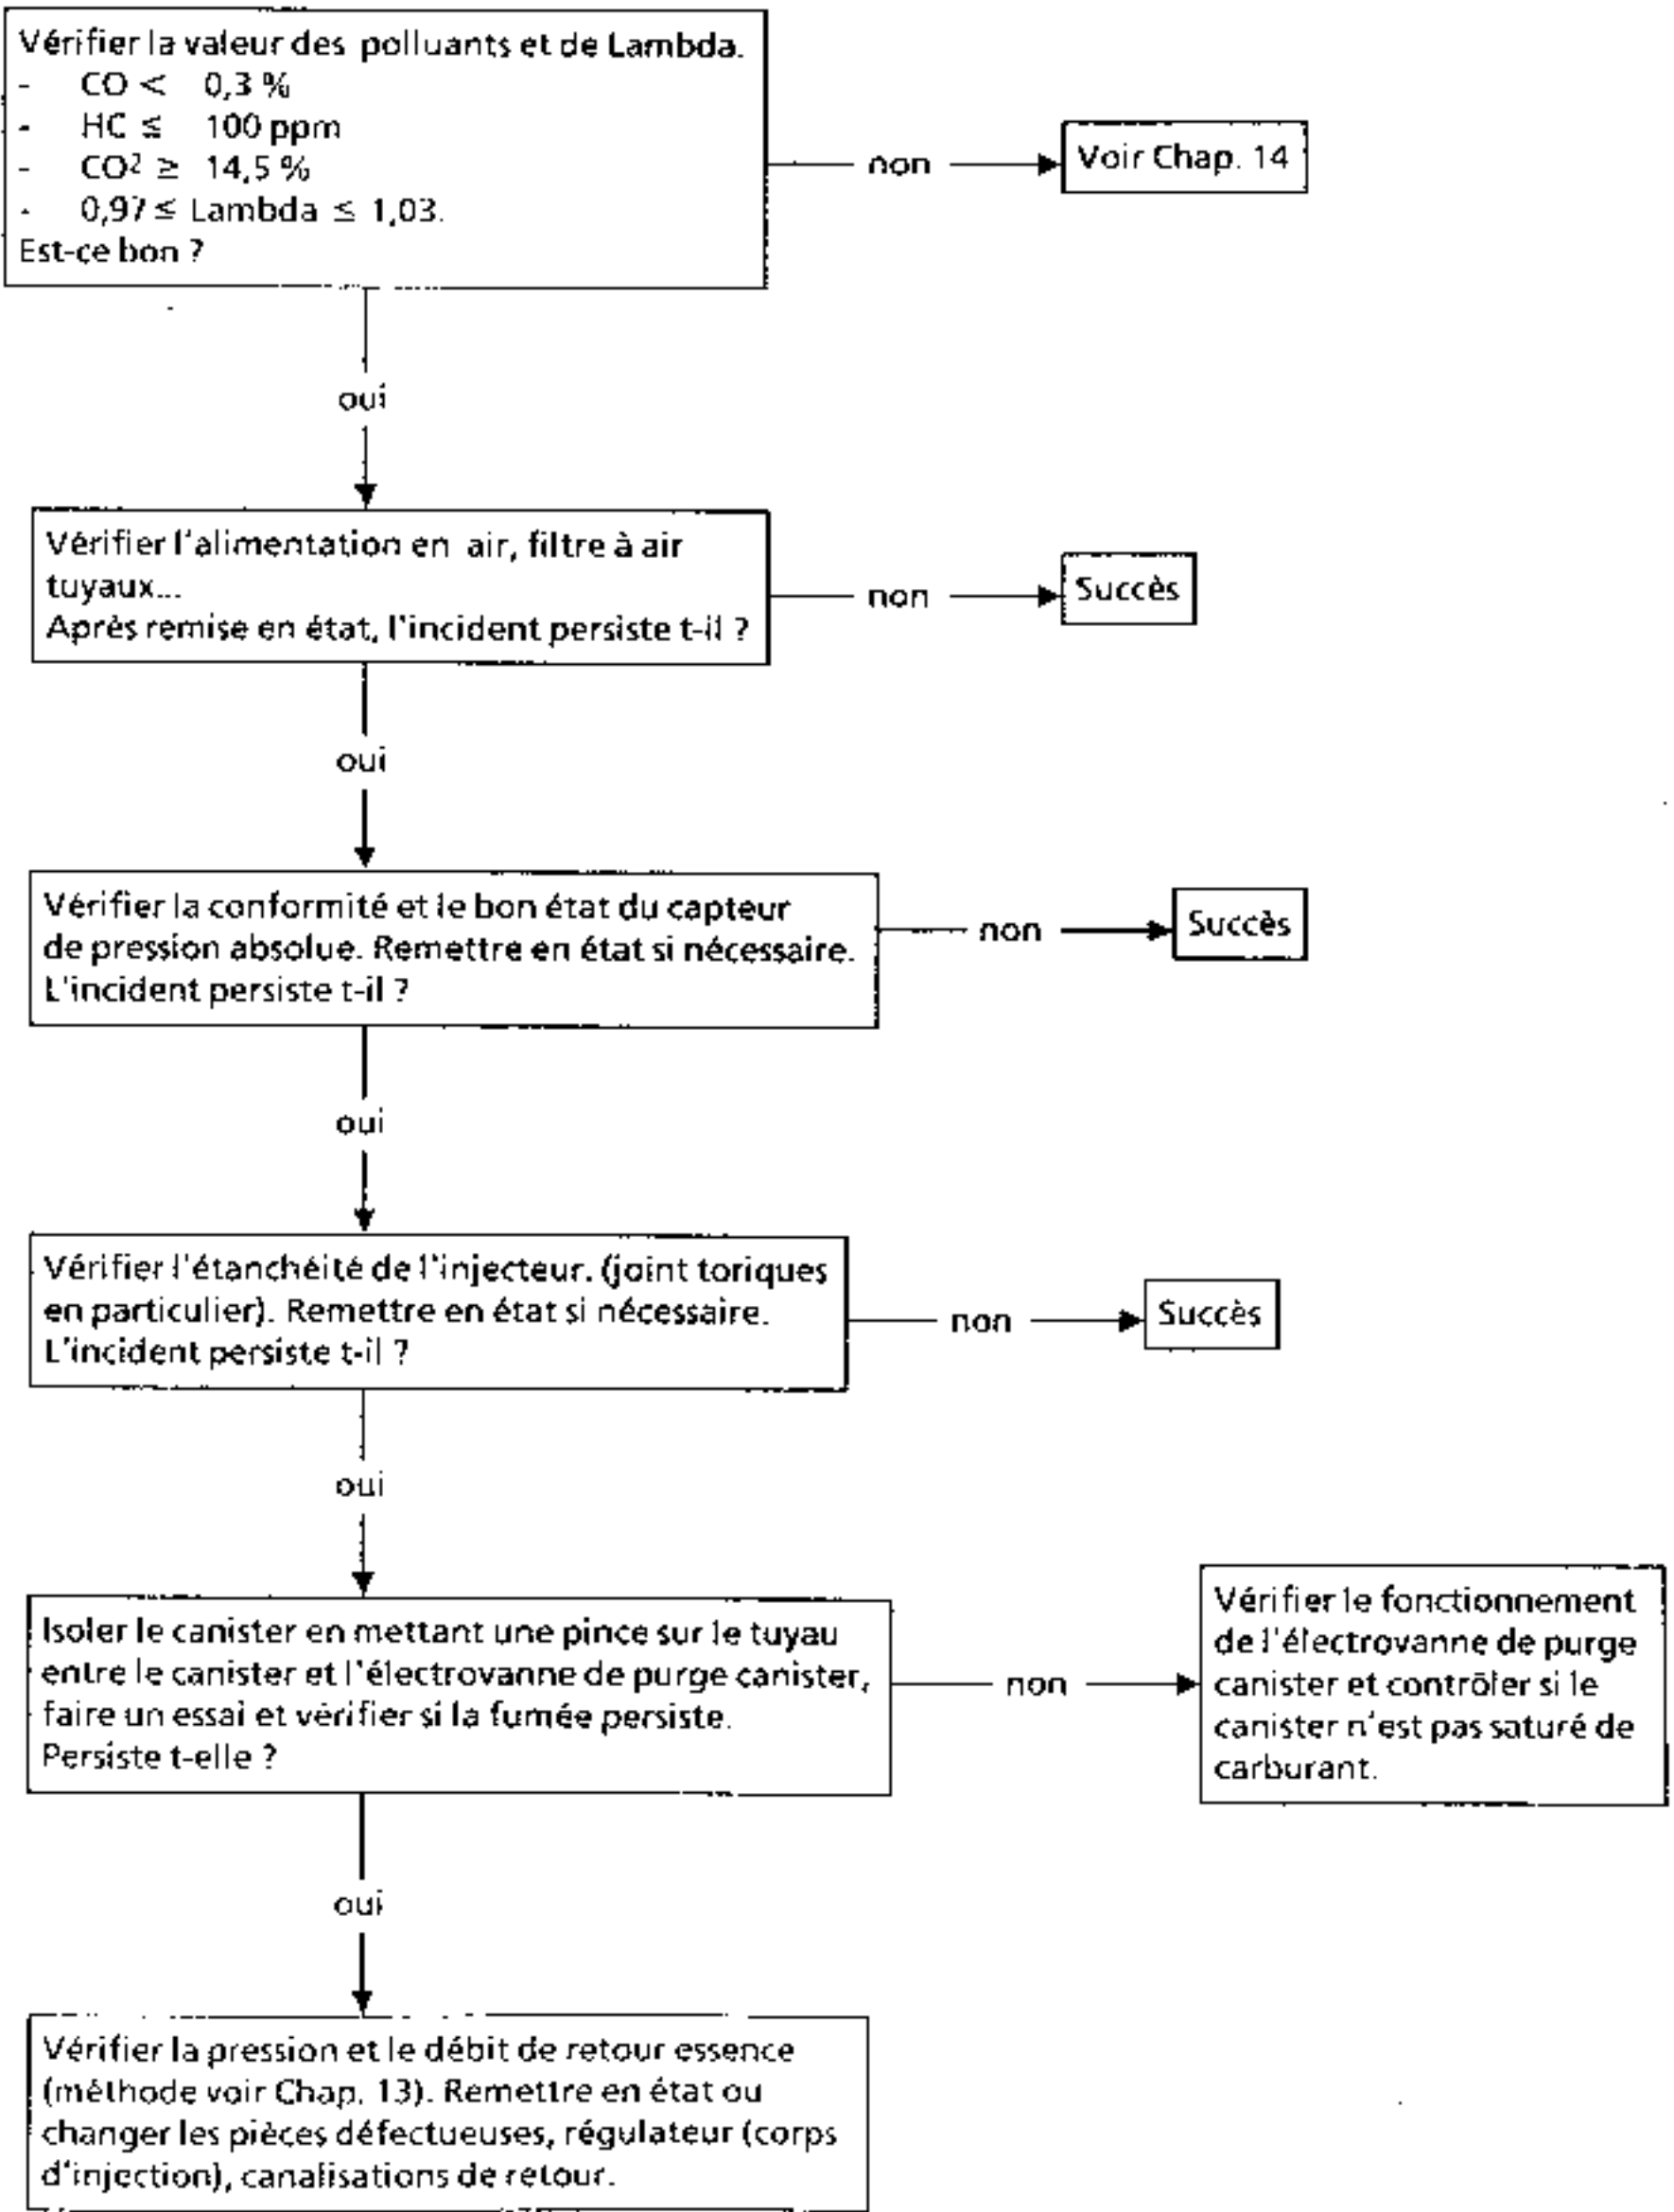 Vérifier la valeur des polluants et de Lambda.
- CO < 0,3 %
- HC ≤ 100 ppm
- CO² ≥ 14,5 %
- 0,97 ≤ Lambda ≤ 1,03.
Est-ce bon ?
non
Voir Chap. 14
oui
Vérifier l'alimentation en air, filtre à air
tuyaux...
Après remise en état, l'incident persiste t-il ?
non
Succès
oui
Vérifier la conformité et le bon état du capteur
de pression absolue. Remettre en état si nécessaire.
L'incident persiste t-il ?
non
Succès
oui
Vérifier l'étanchéité de l'injecteur. (joint toriques
en particulier). Remettre en état si nécessaire.
L'incident persiste t-il ?
non
Succès
oui
Isoler le canister en mettant une pince sur le tuyau
entre le canister et l'électrovanne de purge canister,
faire un essai et vérifier si la fumée persiste.
Persiste t-elle ?
non
Vérifier le fonctionnement
de l'électrovanne de purge
canister et contrôler si le
canister n'est pas saturé de
carburant.
oui
Vérifier la pression et le débit de retour essence
(méthode voir Chap. 13). Remettre en état ou
changer les pièces défectueuses, régulateur (corps
d'injection), canalisations de retour.